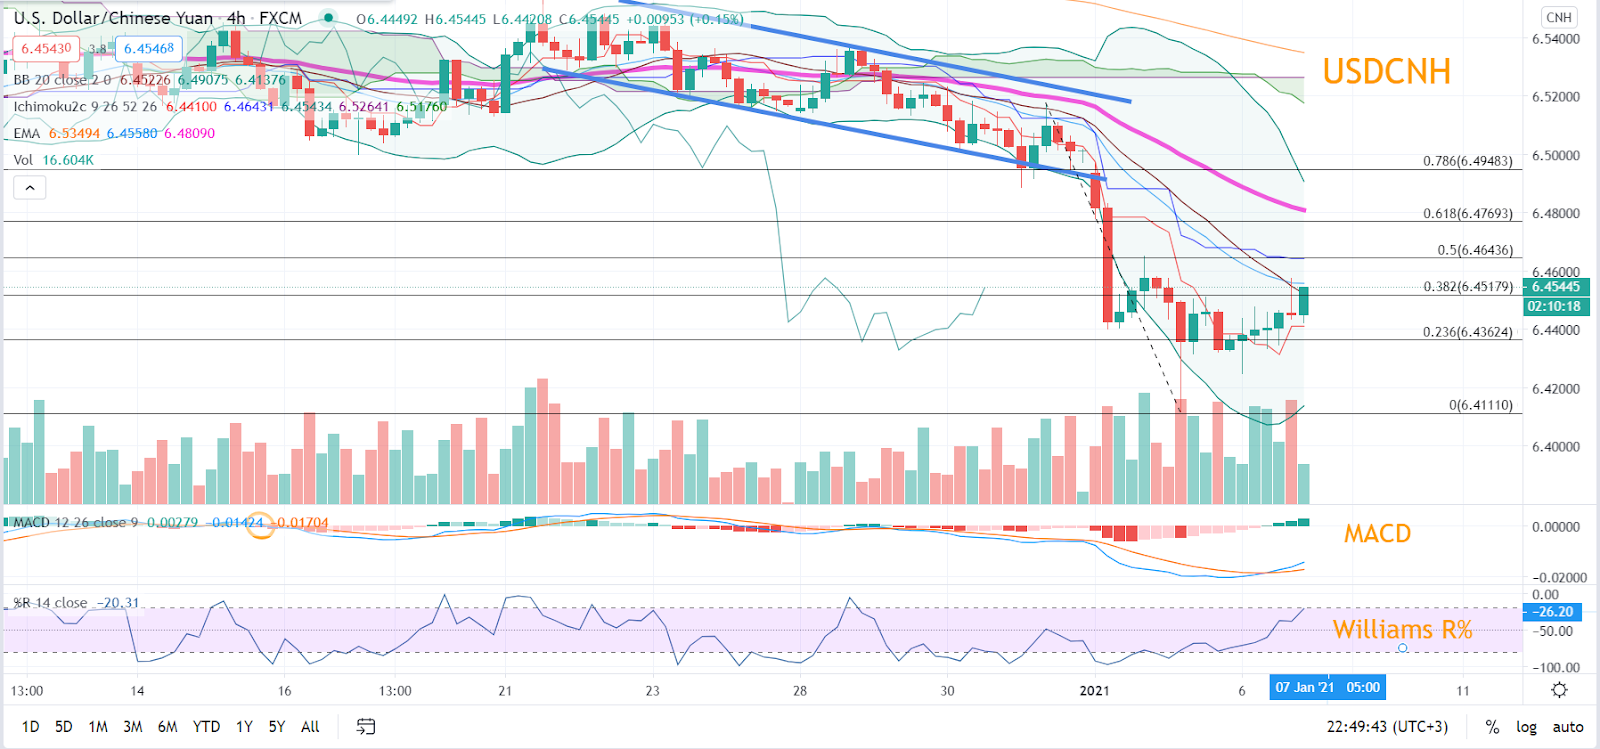 U.S. Dollar/Chinese Yuan · 4h · FXCM O6.44492 H6.45445 L6.44208 C6.45445 +0.00953 (+0.15%)
6.45430 3.8 6.45468
BB 20 close 2 0 6.45226 6.49075 6.41376
Ichimoku2c 9 26 52 26 6.44100 6.46431 6.45434 6.52641 6.51760
EMA 6.53494 6.45580 6.48090
Vol 16.604K
USDCNH
CNH
6.54000
6.52000
6.50000
6.48000
6.46000
6.45445
02:10:18
6.44000
6.42000
6.40000
0.786(6.49483)
0.618(6.47693)
0.5(6.46436)
0.382(6.45179)
0.236(6.43624)
0(6.41110)
MACD 12 26 close 9 0.00279 −0.01424 −0.01704
MACD
0.00000
−0.02000
%R 14 close −20.31
Williams R%
0.00
−26.20
−50.00
−100.00
13:00 14 16 13:00 21 23 28 30 2021 6 07 Jan '21 05:00 11
1D 5D 1M 3M 6M YTD 1Y 5Y All 22:49:43 (UTC+3) % log auto